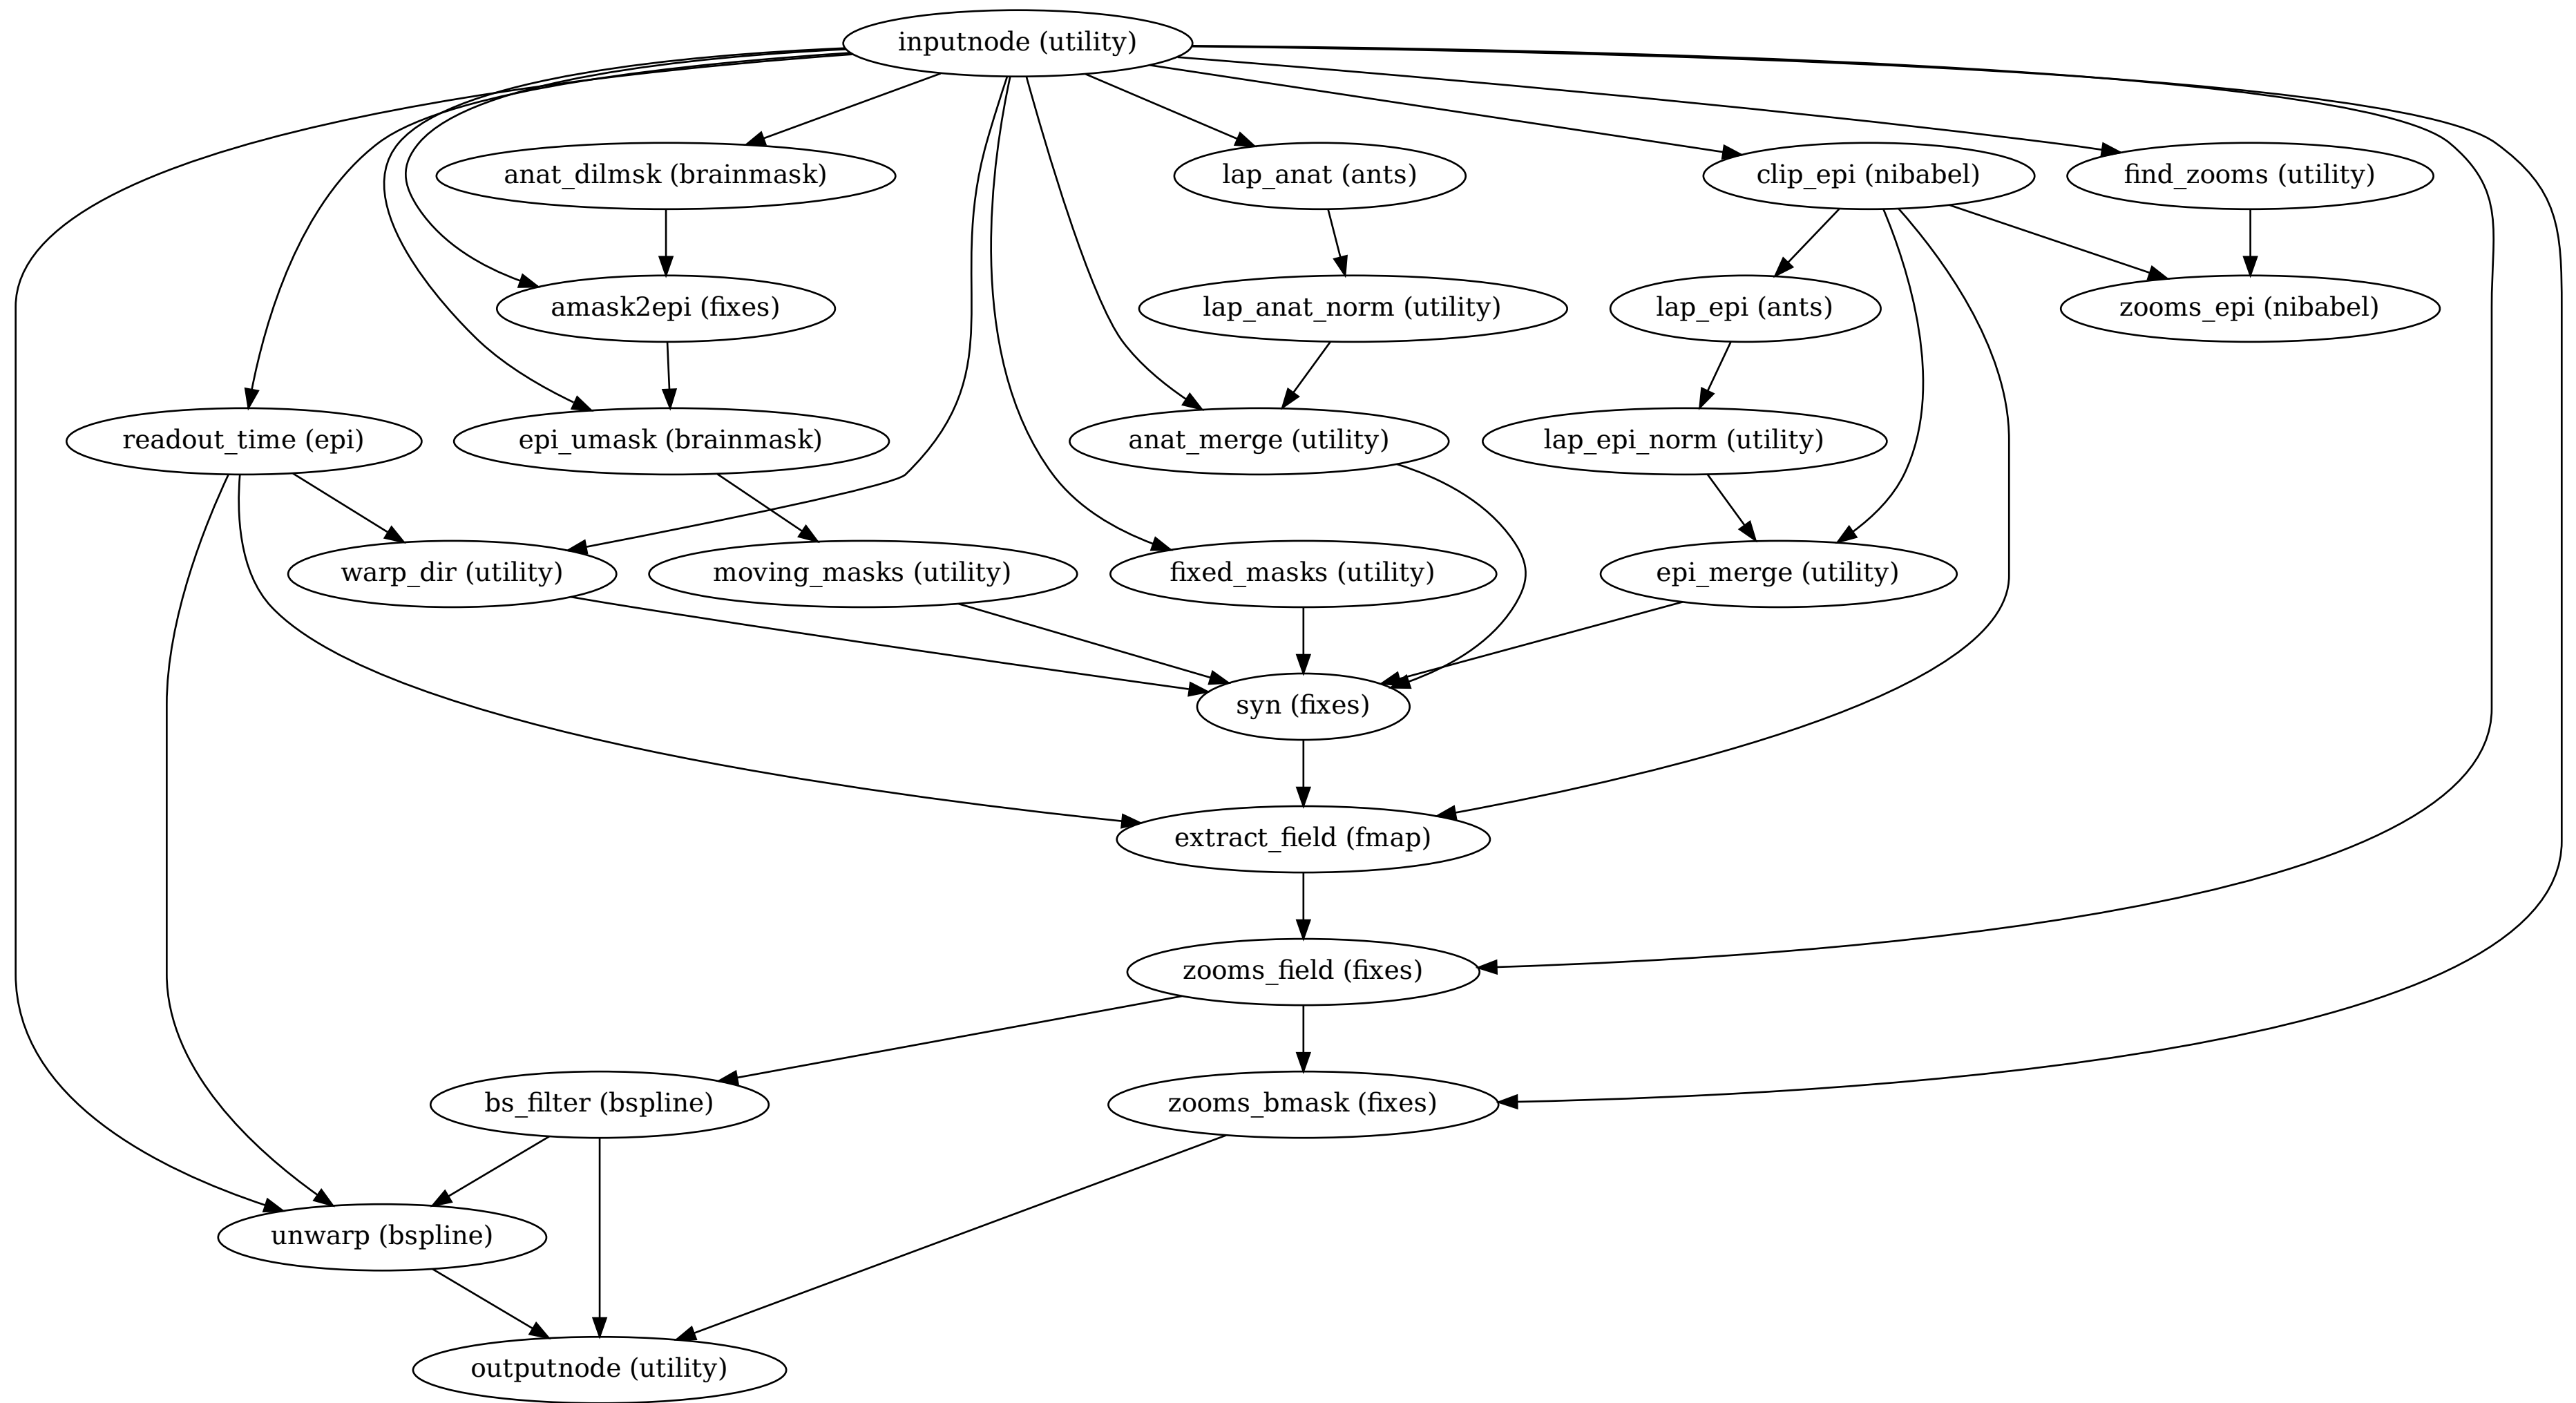 inputnode (utility)
anat_dilmsk (brainmask)
lap_anat (ants)
clip_epi (nibabel)
find_zooms (utility)
amask2epi (fixes)
lap_anat_norm (utility)
lap_epi (ants)
zooms_epi (nibabel)
readout_time (epi)
epi_umask (brainmask)
anat_merge (utility)
lap_epi_norm (utility)
warp_dir (utility)
moving_masks (utility)
fixed_masks (utility)
epi_merge (utility)
syn (fixes)
extract_field (fmap)
zooms_field (fixes)
bs_filter (bspline)
zooms_bmask (fixes)
unwarp (bspline)
outputnode (utility)